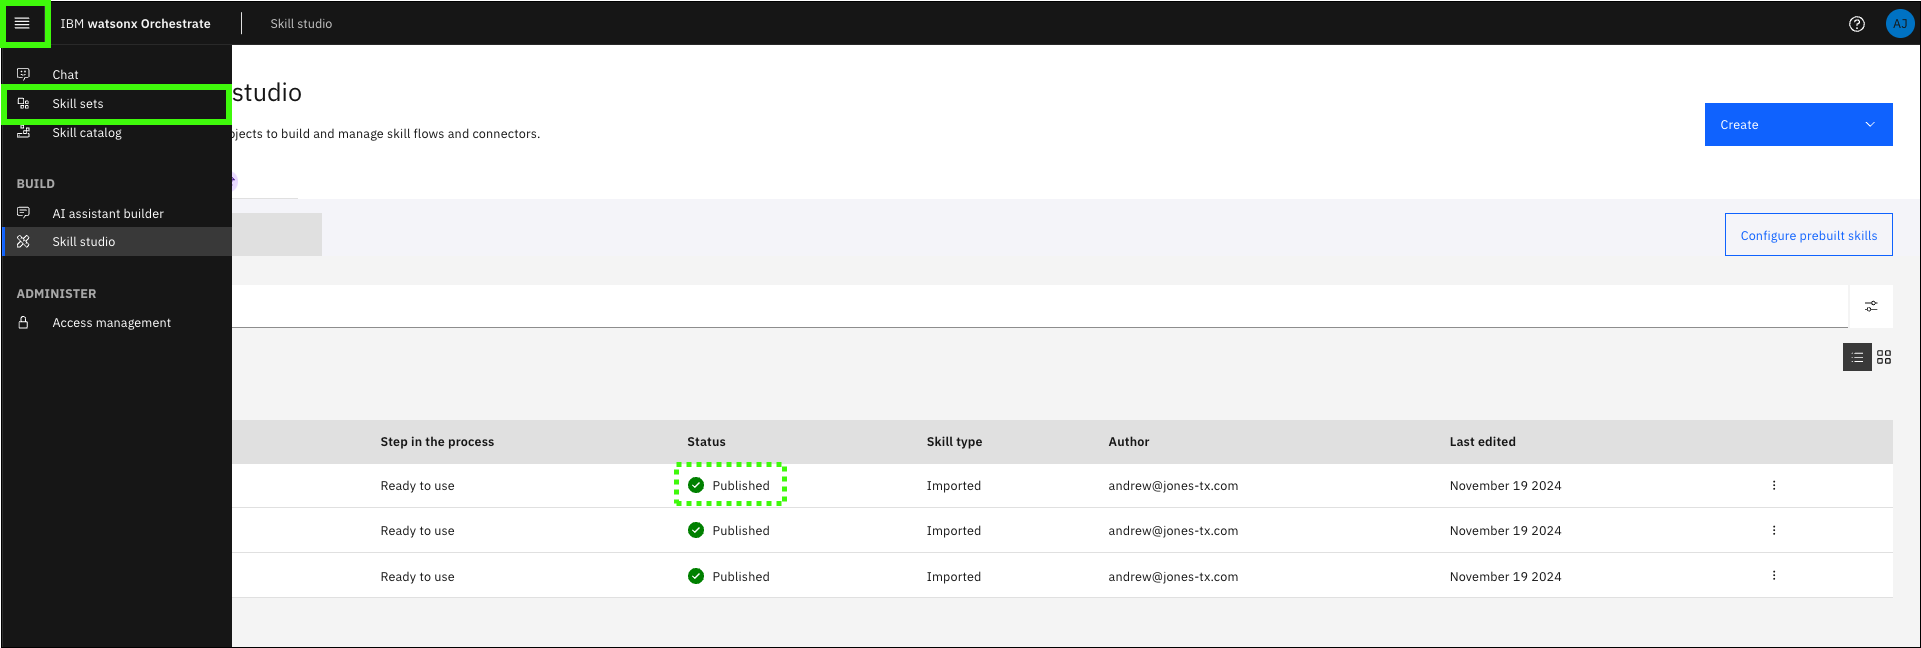 IBM watsonx Orchestrate
Skill studio
AJ
Chat
Skill sets
Skill catalog
BUILD
AI assistant builder
Skill studio
ADMINISTER
Access management
studio
to build and manage skill flows and connectors.
Create
Configure prebuilt skills
Step in the process Status Skill type Author Last edited
Ready to use Published Imported andrew@jones-tx.com November 19 2024
Ready to use Published Imported andrew@jones-tx.com November 19 2024
Ready to use Published Imported andrew@jones-tx.com November 19 2024